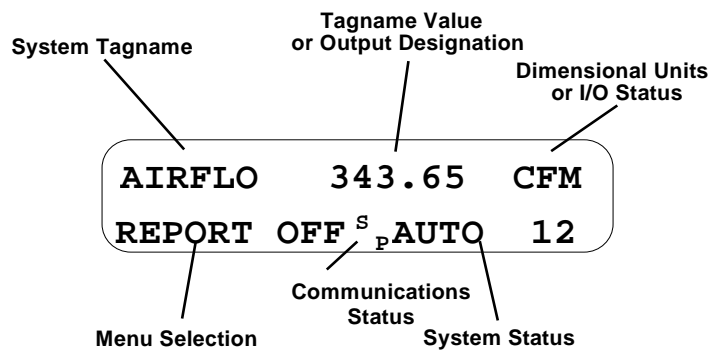 Tagname Value
or Output Designation
System Tagname
Dimensional Units
or I/O Status
AIRFLO 343.65 CFM
REPORT OFF SP AUTO 12
Communications
Status
Menu Selection
System Status